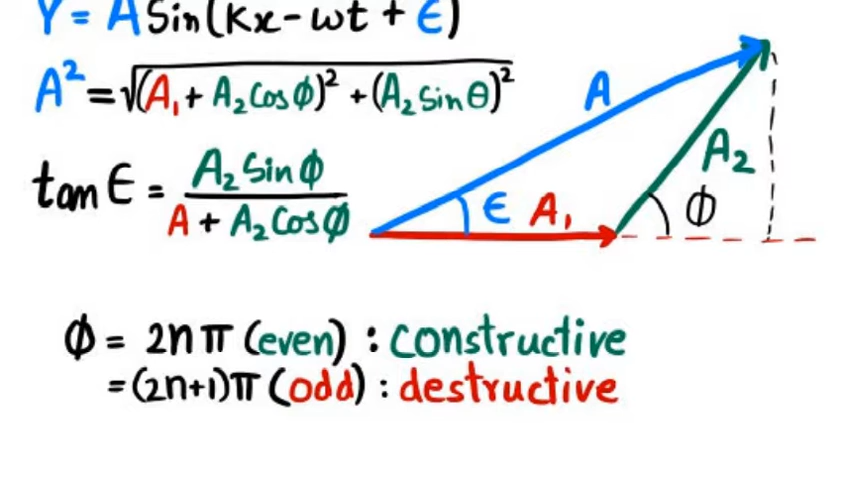 Y = A Sin(Kx - ωt + ε)
A² = √(A₁ + A₂ Cos ϕ)² + (A₂ Sin θ)²
tan ε = A₂ Sin ϕ / A + A₂ Cos ϕ
A
A₂
ε A₁ ϕ
ϕ = 2nπ (even) : constructive
= (2n+1)π (odd) : destructive